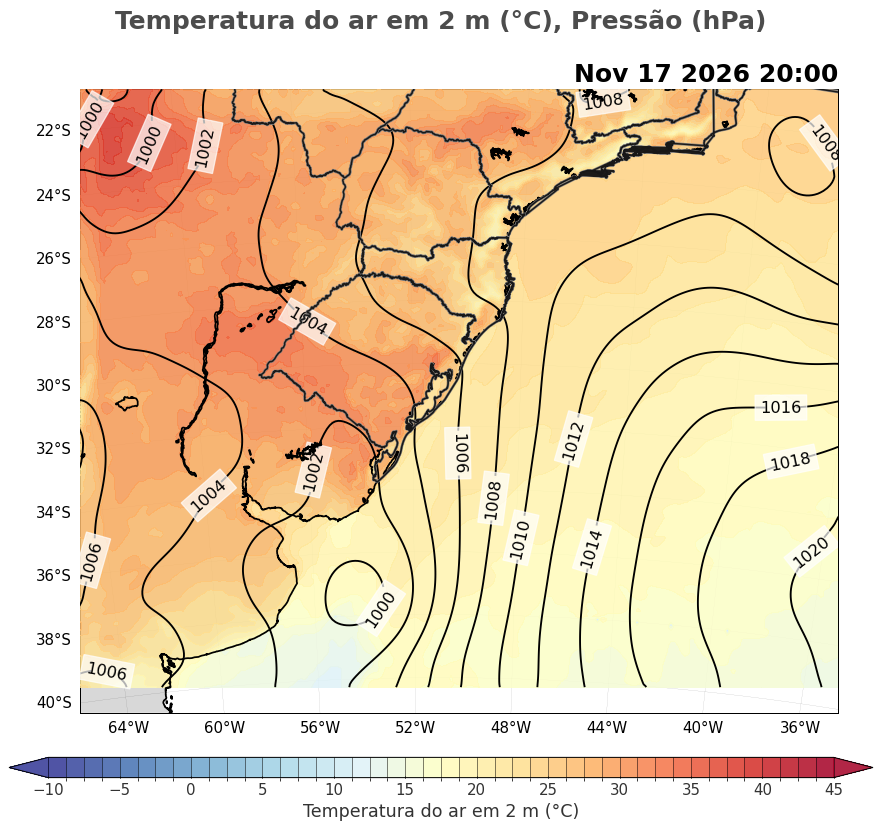 Temperatura do ar em 2 m (°C), Pressão (hPa)
Nov 17 2026 20:00
1000
1000
1002
1008
1008
22°S
24°S
26°S
28°S
30°S
32°S
34°S
36°S
38°S
40°S
1004
1016
1012
1006
1018
1002
1004
1008
1010
1014
1020
1006
1000
1006
64°W
60°W
56°W
52°W
48°W
44°W
40°W
36°W
−10
−5
0
5
10
15
20
25
30
35
40
45
Temperatura do ar em 2 m (°C)